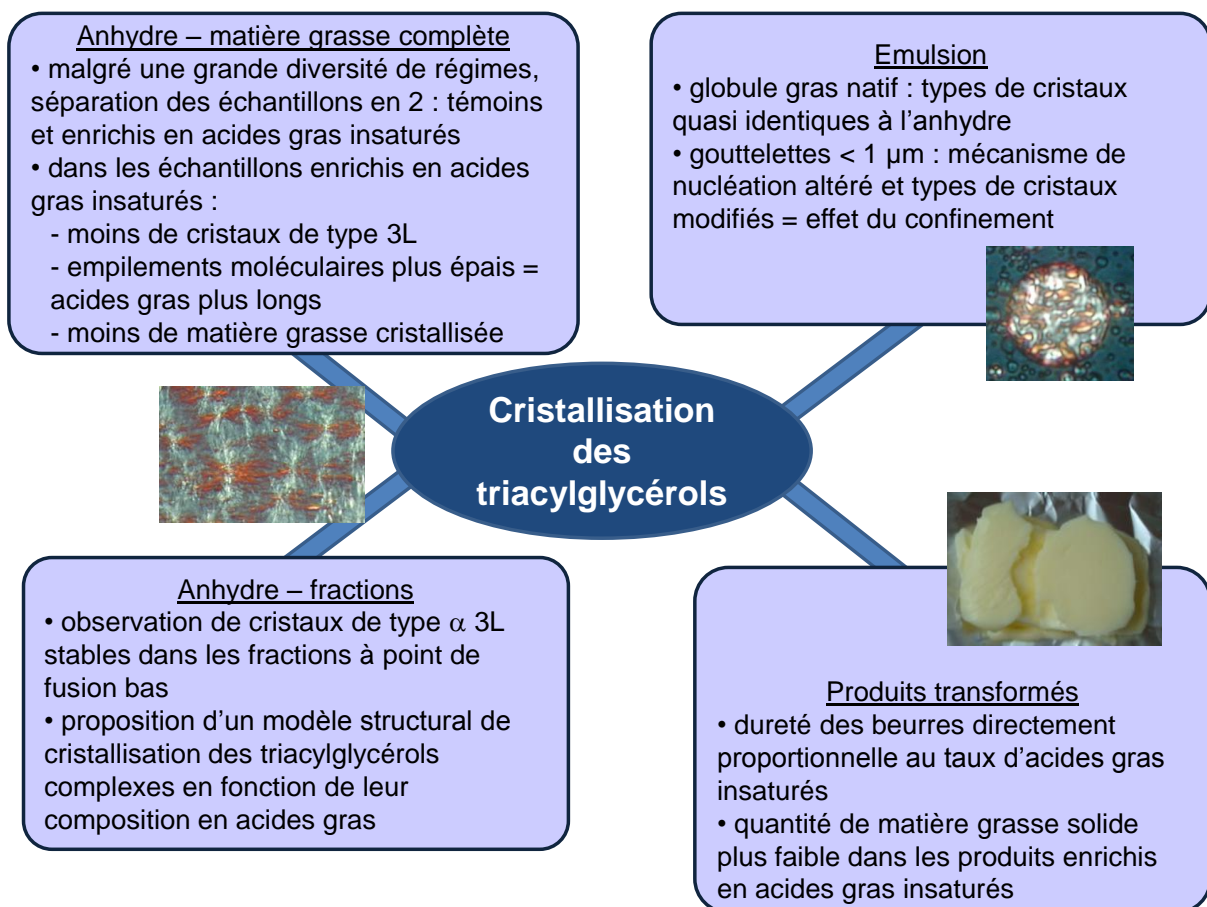 Anhydre – matière grasse complète
• malgré une grande diversité de régimes,
séparation des échantillons en 2 : témoins
et enrichis en acides gras insaturés
• dans les échantillons enrichis en acides
gras insaturés :
- moins de cristaux de type 3L
- empilements moléculaires plus épais =
acides gras plus longs
- moins de matière grasse cristallisée
Emulsion
• globule gras natif : types de cristaux
quasi identiques à l’anhydre
• gouttelettes < 1 µm : mécanisme de
nucléation altéré et types de cristaux
modifiés = effet du confinement
Cristallisation
des
triacylglycérols
Anhydre – fractions
• observation de cristaux de type α 3L
stables dans les fractions à point de
fusion bas
• proposition d’un modèle structural de
cristallisation des triacylglycérols
complexes en fonction de leur
composition en acides gras
Produits transformés
• dureté des beurres directement
proportionnelle au taux d’acides gras
insaturés
• quantité de matière grasse solide
plus faible dans les produits enrichis
en acides gras insaturés